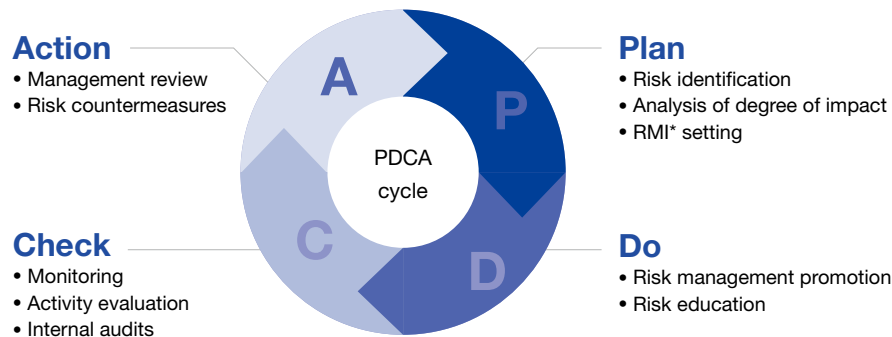 Action
• Management review
• Risk countermeasures
A
Plan
• Risk identification
• Analysis of degree of impact
• RMI* setting
P
PDCA
cycle
Check
• Monitoring
• Activity evaluation
• Internal audits
C
Do
• Risk management promotion
• Risk education
D